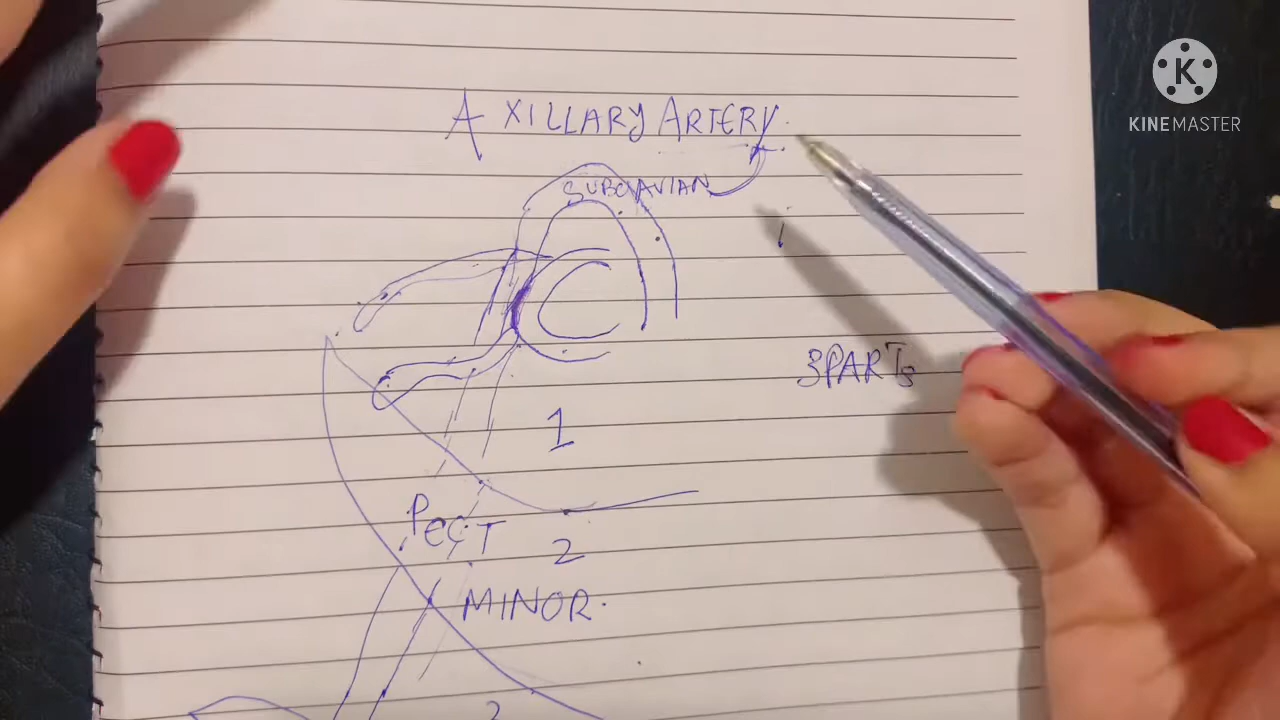 AXILLARY ARTERY
KINEMASTER
SUBCLAVIAN
3PARTs
1
PECT
2
MINOR.